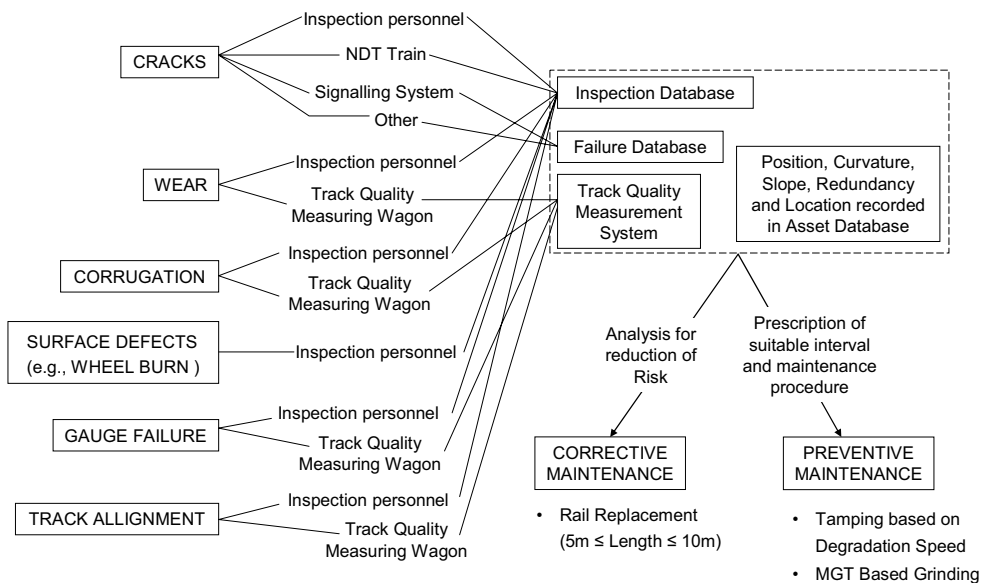 CRACKS
Inspection personnel
NDT Train
Signalling System
Other
WEAR
Inspection personnel
Track Quality
Measuring Wagon
CORRUGATION
Inspection personnel
Track Quality
Measuring Wagon
SURFACE DEFECTS
(e.g., WHEEL BURN )
Inspection personnel
GAUGE FAILURE
Inspection personnel
Track Quality
Measuring Wagon
TRACK ALLIGNMENT
Inspection personnel
Track Quality
Measuring Wagon
Inspection Database
Failure Database
Track Quality
Measurement
System
Position, Curvature,
Slope, Redundancy
and Location recorded
in Asset Database
Analysis for
reduction of
Risk
Prescription of
suitable interval
and maintenance
procedure
CORRECTIVE
MAINTENANCE
• Rail Replacement
(5m ≤ Length ≤ 10m)
PREVENTIVE
MAINTENANCE
• Tamping based on
Degradation Speed
• MGT Based Grinding